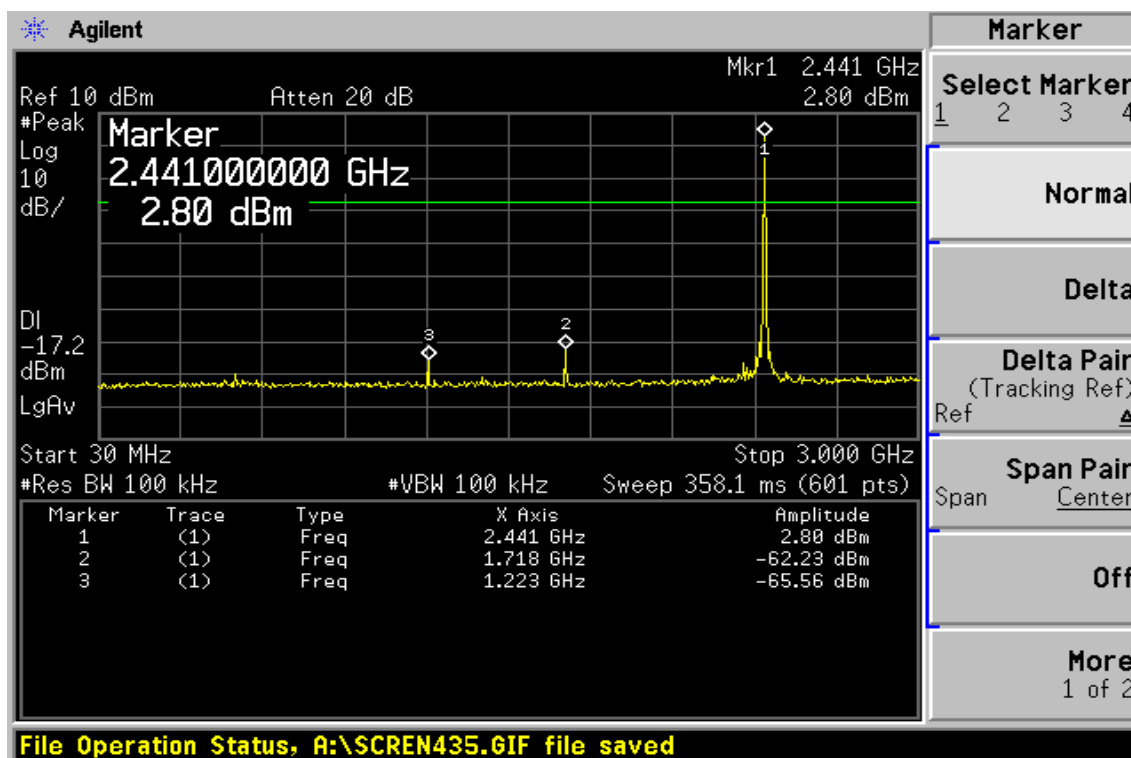 Agilent
Marker
Mkr1 2.441 GHz
Ref 10 dBm Atten 20 dB 2.80 dBm
#Peak
Log
10
dB/
Marker
2.441000000 GHz
2.80 dBm
1
2
3
DI
-17.2
dBm
LgAv
Start 30 MHz Stop 3.000 GHz
#Res BW 100 kHz #VBW 100 kHz Sweep 358.1 ms (601 pts)
Marker Trace Type X Axis Amplitude
1 (1) Freq 2.441 GHz 2.80 dBm
2 (1) Freq 1.718 GHz -62.23 dBm
3 (1) Freq 1.223 GHz -65.56 dBm
Select Marker
1 2 3 4
Normal
Delta
Delta Pair
(Tracking Ref)
Ref Δ
Span Pair
Span Center
Off
More
1 of 2
File Operation Status, A:\SCREN435.GIF file saved